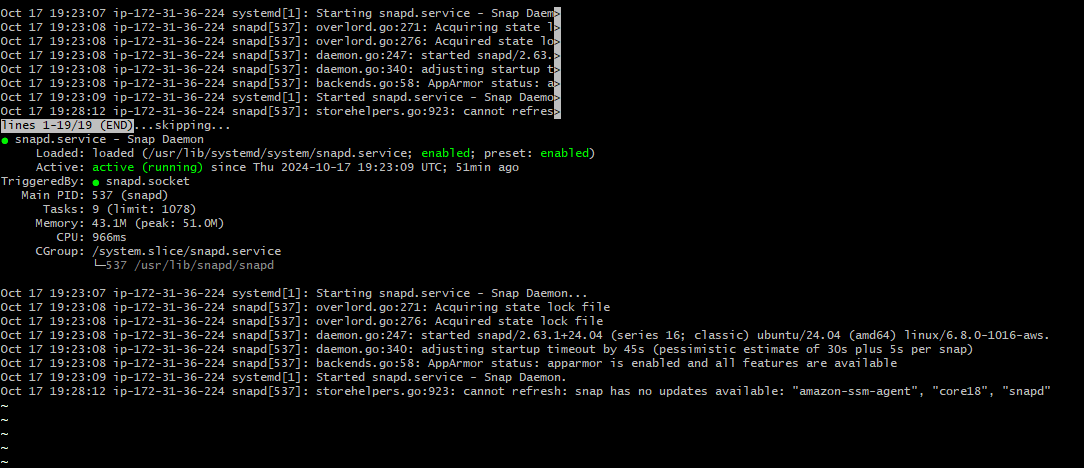 Oct 17 19:23:07 ip-172-31-36-224 systemd[1]: Starting snapd.service - Snap Daem>
Oct 17 19:23:08 ip-172-31-36-224 snapd[537]: overlord.go:271: Acquiring state l>
Oct 17 19:23:08 ip-172-31-36-224 snapd[537]: overlord.go:276: Acquired state lo>
Oct 17 19:23:08 ip-172-31-36-224 snapd[537]: daemon.go:247: started snapd/2.63.>
Oct 17 19:23:08 ip-172-31-36-224 snapd[537]: daemon.go:340: adjusting startup t>
Oct 17 19:23:08 ip-172-31-36-224 snapd[537]: backends.go:58: AppArmor status: a>
Oct 17 19:23:09 ip-172-31-36-224 systemd[1]: Started snapd.service - Snap Daemo>
Oct 17 19:28:12 ip-172-31-36-224 snapd[537]: storehelpers.go:923: cannot refres>
lines 1-19/19 (END)...skipping...
● snapd.service - Snap Daemon
     Loaded: loaded (/usr/lib/systemd/system/snapd.service; enabled; preset: enabled)
     Active: active (running) since Thu 2024-10-17 19:23:09 UTC; 51min ago
TriggeredBy: ● snapd.socket
   Main PID: 537 (snapd)
      Tasks: 9 (limit: 1078)
     Memory: 43.1M (peak: 51.0M)
        CPU: 966ms
     CGroup: /system.slice/snapd.service
             └─537 /usr/lib/snapd/snapd

Oct 17 19:23:07 ip-172-31-36-224 systemd[1]: Starting snapd.service - Snap Daemon...
Oct 17 19:23:08 ip-172-31-36-224 snapd[537]: overlord.go:271: Acquiring state lock file
Oct 17 19:23:08 ip-172-31-36-224 snapd[537]: overlord.go:276: Acquired state lock file
Oct 17 19:23:08 ip-172-31-36-224 snapd[537]: daemon.go:247: started snapd/2.63.1+24.04 (series 16; classic) ubuntu/24.04 (amd64) linux/6.8.0-1016-aws.
Oct 17 19:23:08 ip-172-31-36-224 snapd[537]: daemon.go:340: adjusting startup timeout by 45s (pessimistic estimate of 30s plus 5s per snap)
Oct 17 19:23:08 ip-172-31-36-224 snapd[537]: backends.go:58: AppArmor status: apparmor is enabled and all features are available
Oct 17 19:23:09 ip-172-31-36-224 systemd[1]: Started snapd.service - Snap Daemon.
Oct 17 19:28:12 ip-172-31-36-224 snapd[537]: storehelpers.go:923: cannot refresh: snap has no updates available: "amazon-ssm-agent", "core18", "snapd"
~
~
~
~
~